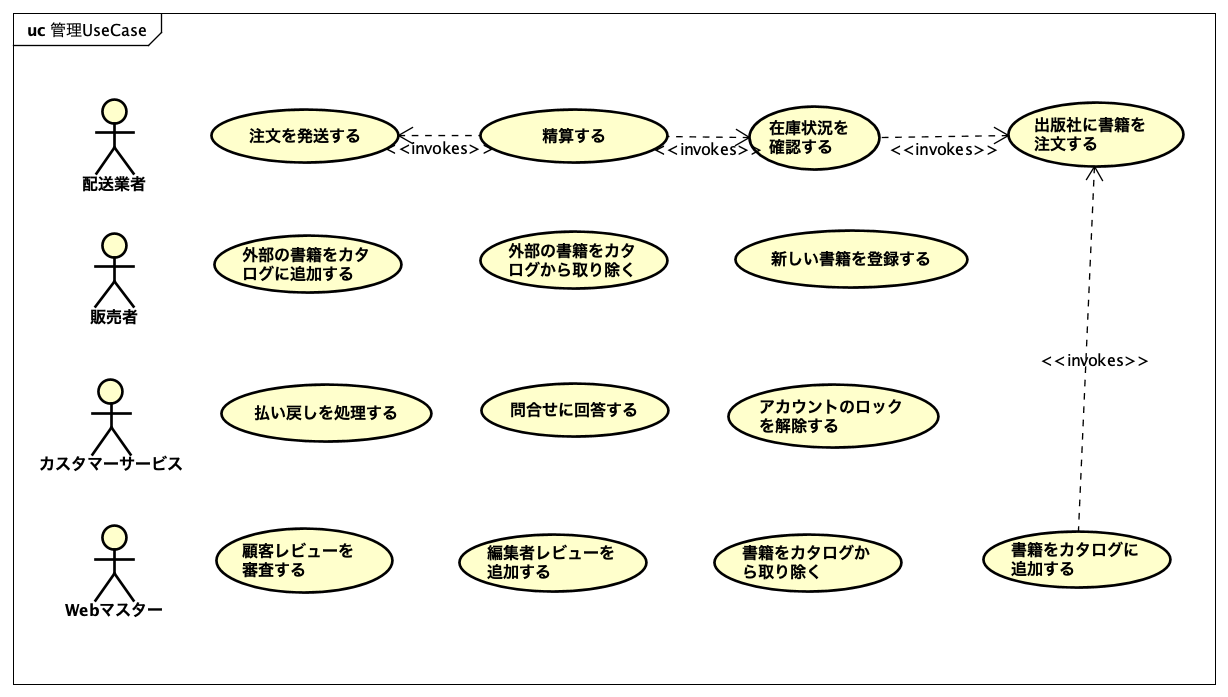 uc 管理UseCase
注文を発送する
精算する
在庫状況を
確認する
出版社に書籍を
注文する
<<invokes>>
<<invokes>>
<<invokes>>
配送業者
外部の書籍をカタ
ログに追加する
外部の書籍をカタ
ログから取り除く
新しい書籍を登録する
販売者
<<invokes>>
払い戻しを処理する
問合せに回答する
アカウントのロック
を解除する
カスタマーサービス
顧客レビューを
審査する
編集者レビューを
追加する
書籍をカタログか
ら取り除く
書籍をカタログに
追加する
Webマスター